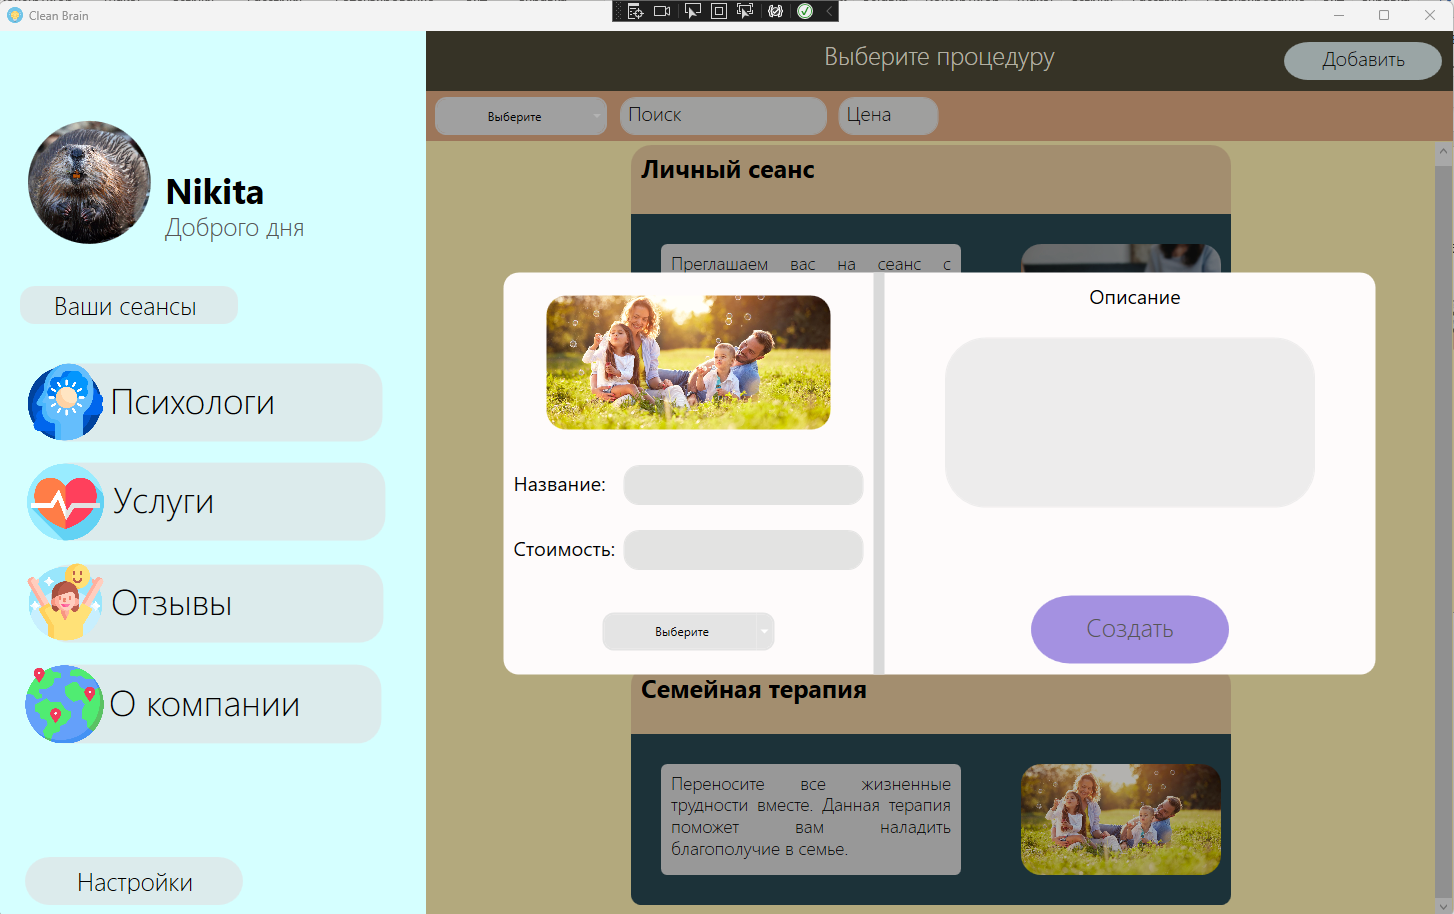 Clean Brain
Выберите процедуру
Добавить
Выберите
Поиск
Цена
Nikita
Доброго дня
Ваши сеансы
Психологи
Услуги
Отзывы
О компании
Настройки
Личный сеанс
Преглашаем вас на сеанс с
Описание
Название:
Стоимость:
Выберите
Создать
Семейная терапия
Переносите все жизненные
трудности вместе. Данная терапия
поможет вам наладить
благополучие в семье.